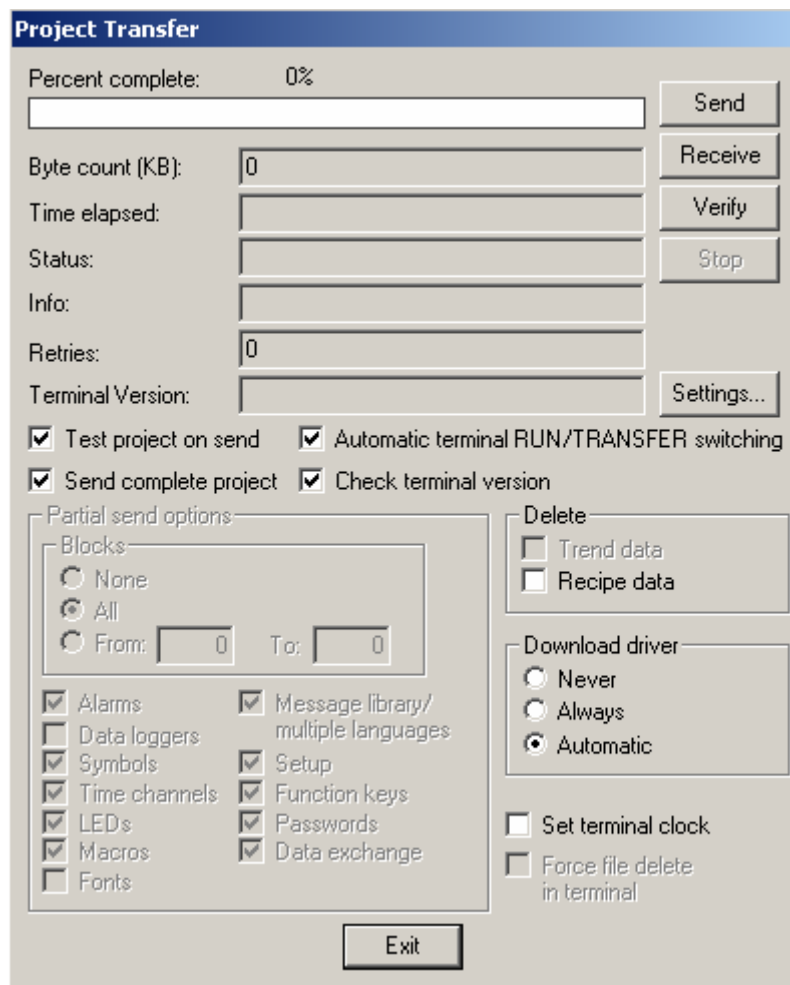 Project Transfer
Percent complete: 0%
Send
Byte count (KB): 0
Receive
Time elapsed:
Verify
Status:
Stop
Info:
Retries: 0
Terminal Version:
Settings...
Test project on send Automatic terminal RUN/TRANSFER switching
Send complete project Check terminal version
Partial send options
Blocks
None
All
From: 0 To: 0
Alarms
Data loggers
Symbols
Time channels
LEDs
Macros
Fonts
Message library/
multiple languages
Setup
Function keys
Passwords
Data exchange
Delete
Trend data
Recipe data
Download driver
Never
Always
Automatic
Set terminal clock
Force file delete
in terminal
Exit